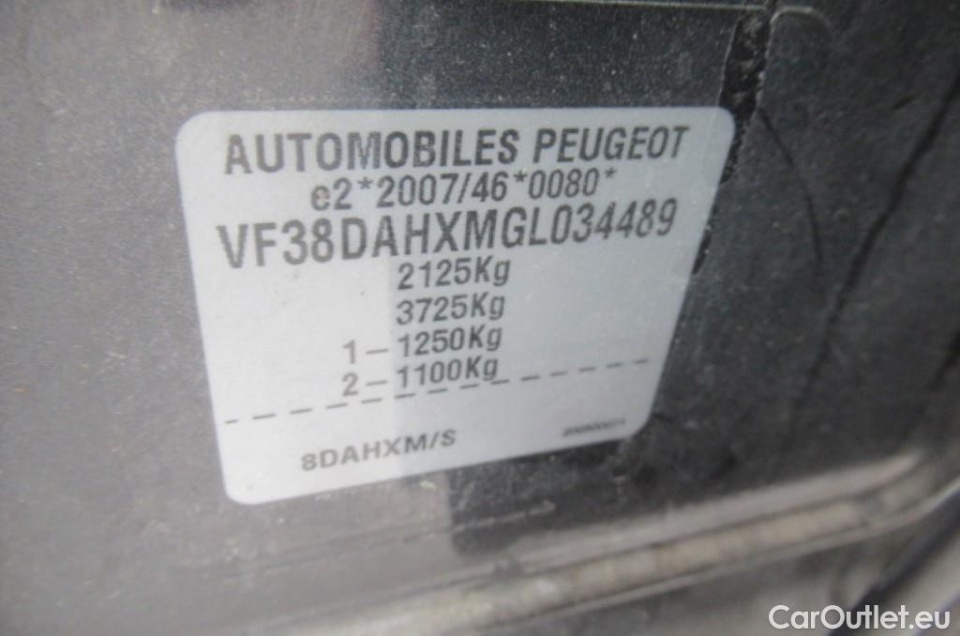 AUTOMOBILES PEUGEOT
e2*2007/46*0080*
VF38DAHXMGL034489
2125Kg
3725Kg
1-1250Kg
2-1100Kg
8DAHXM/S
CarOutlet.eu